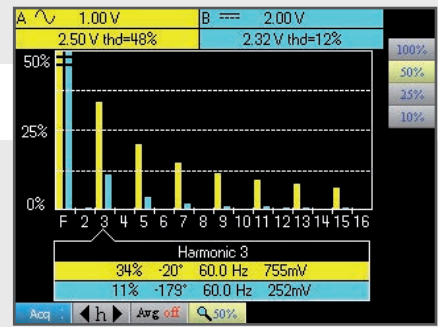 A 1.00 V B 2.00 V
2.50 V thd=48% 2.32 V thd=12%
100%
50%
25%
10%
50%
25%
0%
F 2 3 4 5 6 7 8 9 10 11 12 13 14 15 16
Harmonic 3
34% -20° 60.0 Hz 755mV
11% -179° 60.0 Hz 252mV
Acq : h Avg off 50%